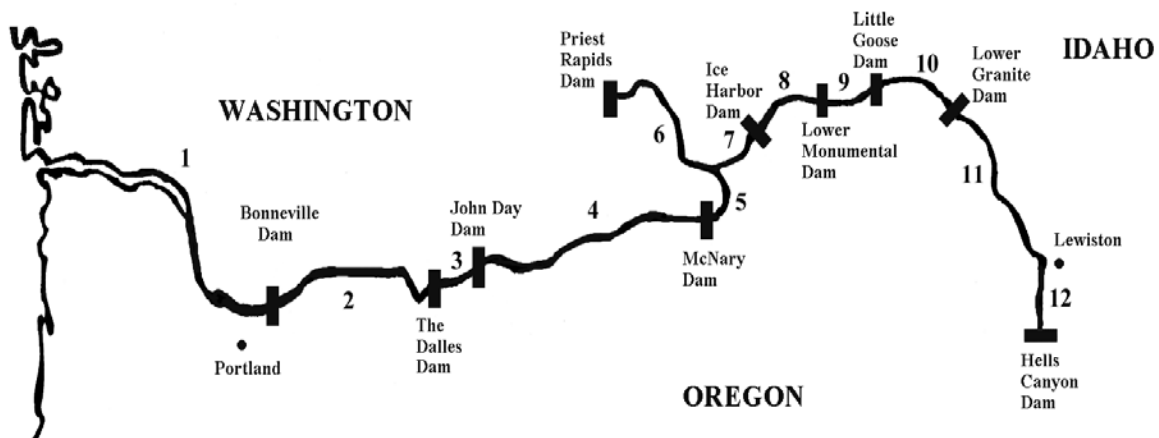 WASHINGTON
OREGON
IDAHO
1
Bonneville
Dam
Portland
2
The
Dalles
Dam
3
John Day
Dam
4
McNary
Dam
5
Priest
Rapids
Dam
6
Ice
Harbor
Dam
7
8
Lower
Monumental
Dam
9
Little
Goose
Dam
10
Lower
Granite
Dam
11
Lewiston
12
Hells
Canyon
Dam